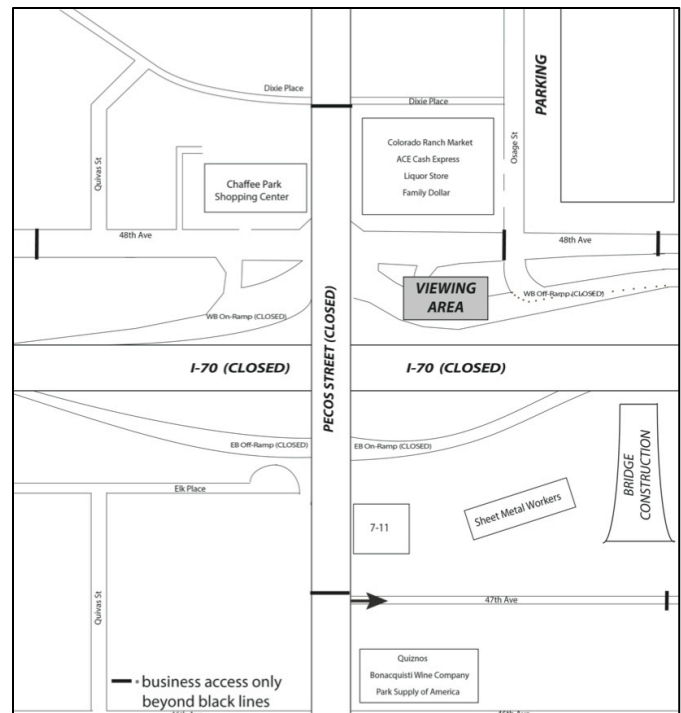 Dixie Place
Dixie Place
PARKING
Quivas St
Osage St
Colorado Ranch Market
ACE Cash Express
Liquor Store
Family Dollar
Chaffee Park
Shopping Center
48th Ave
48th Ave
VIEWING
AREA
WB Off-Ramp (CLOSED)
WB On-Ramp (CLOSED)
PECOS STREET (CLOSED)
I-70 (CLOSED)
I-70 (CLOSED)
EB Off-Ramp (CLOSED)
EB On-Ramp (CLOSED)
BRIDGE
CONSTRUCTION
Elk Place
Sheet Metal Workers
7-11
47th Ave
Quivas St
Quiznos
Bonacquisti Wine Company
Park Supply of America
- business access only
beyond black lines